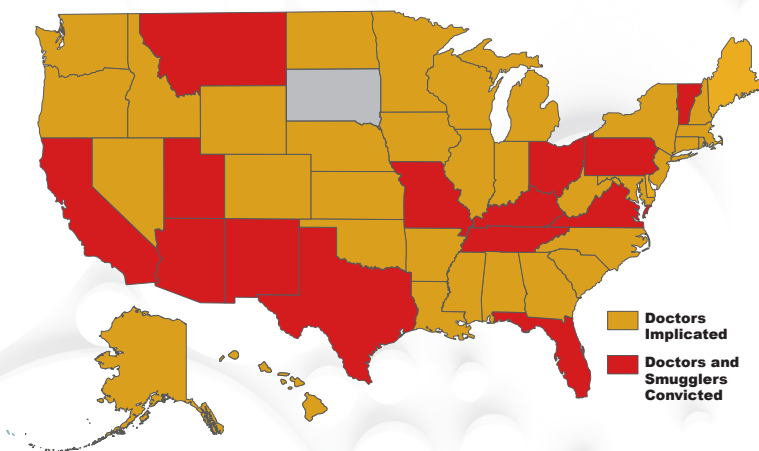 Doctors
Implicated
Doctors and
Smugglers
Convicted